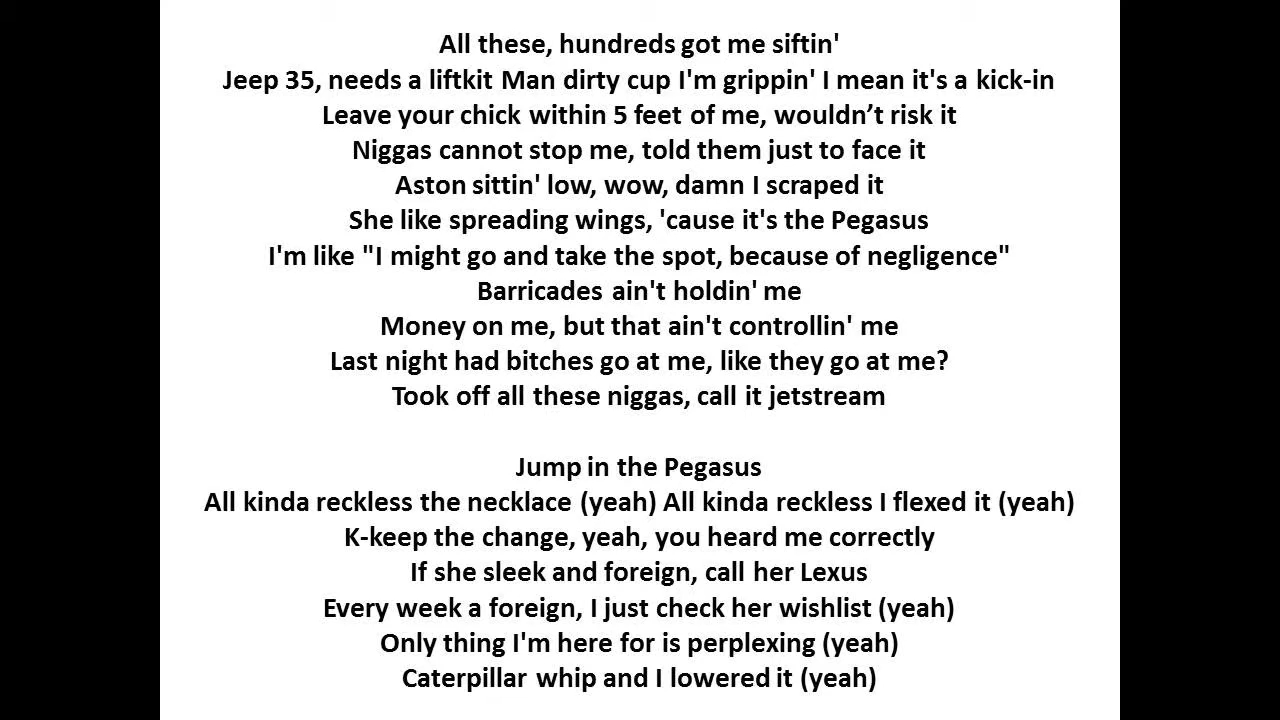 All these, hundreds got me siftin'
Jeep 35, needs a liftkit Man dirty cup I'm grippin' I mean it's a kick-in
Leave your chick within 5 feet of me, wouldn’t risk it
Niggas cannot stop me, told them just to face it
Aston sittin' low, wow, damn I scraped it
She like spreading wings, 'cause it's the Pegasus
I'm like "I might go and take the spot, because of negligence"
Barricades ain't holdin' me
Money on me, but that ain't controllin' me
Last night had bitches go at me, like they go at me?
Took off all these niggas, call it jetstream
Jump in the Pegasus
All kinda reckless the necklace (yeah) All kinda reckless I flexed it (yeah)
K-keep the change, yeah, you heard me correctly
If she sleek and foreign, call her Lexus
Every week a foreign, I just check her wishlist (yeah)
Only thing I'm here for is perplexing (yeah)
Caterpillar whip and I lowered it (yeah)